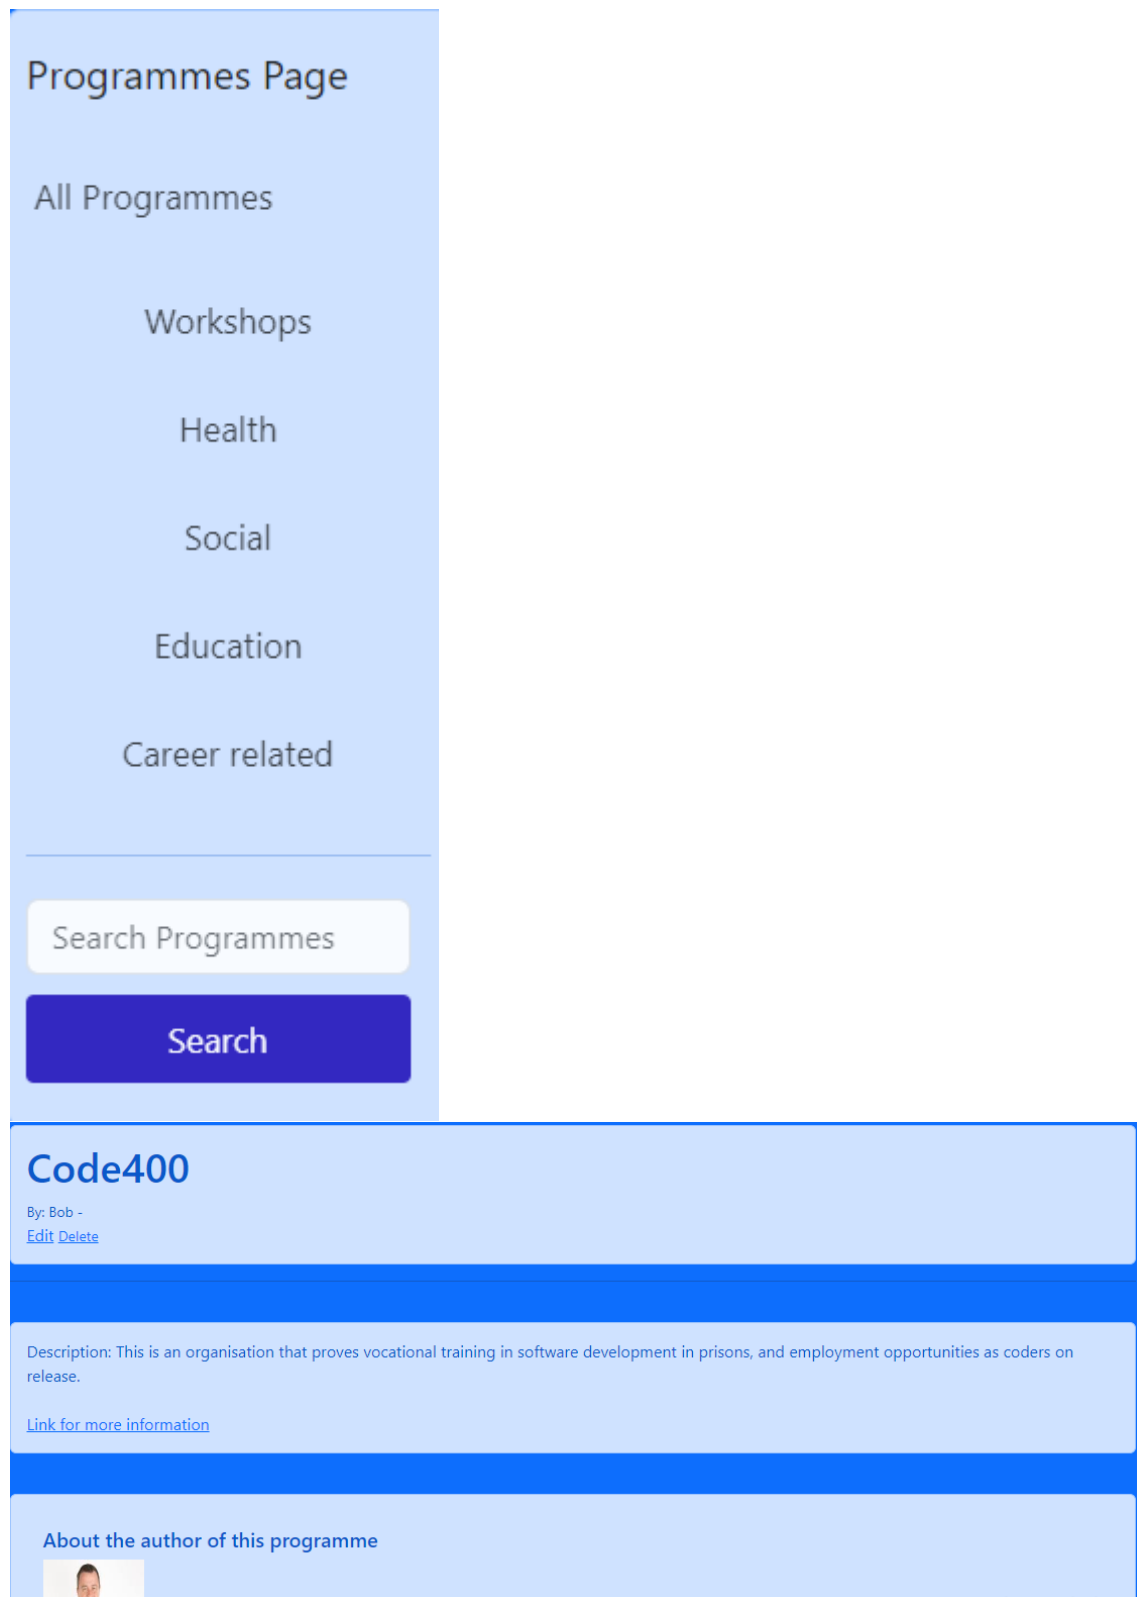 Programmes Page
All Programmes
Workshops
Health
Social
Education
Career related
Search Programmes
Search
Code400
By: Bob -
Edit Delete
Description: This is an organisation that proves vocational training in software development in prisons, and employment opportunities as coders on
release.
Link for more information
About the author of this programme